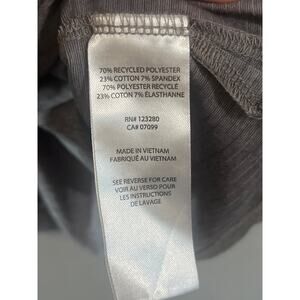 70% RECYCLED POLYESTER
23% COTTON 7% SPANDEX
70% POLYESTER RECYCLÉ
23% COTON 7% ÉLASTHANNE
RN# 123280
CA# 07099
MADE IN VIETNAM
FABRIQUÉ AU VIETNAM
SEE REVERSE FOR CARE
VOIR AU VERSO POUR
LES INSTRUCTIONS
DE LAVAGE